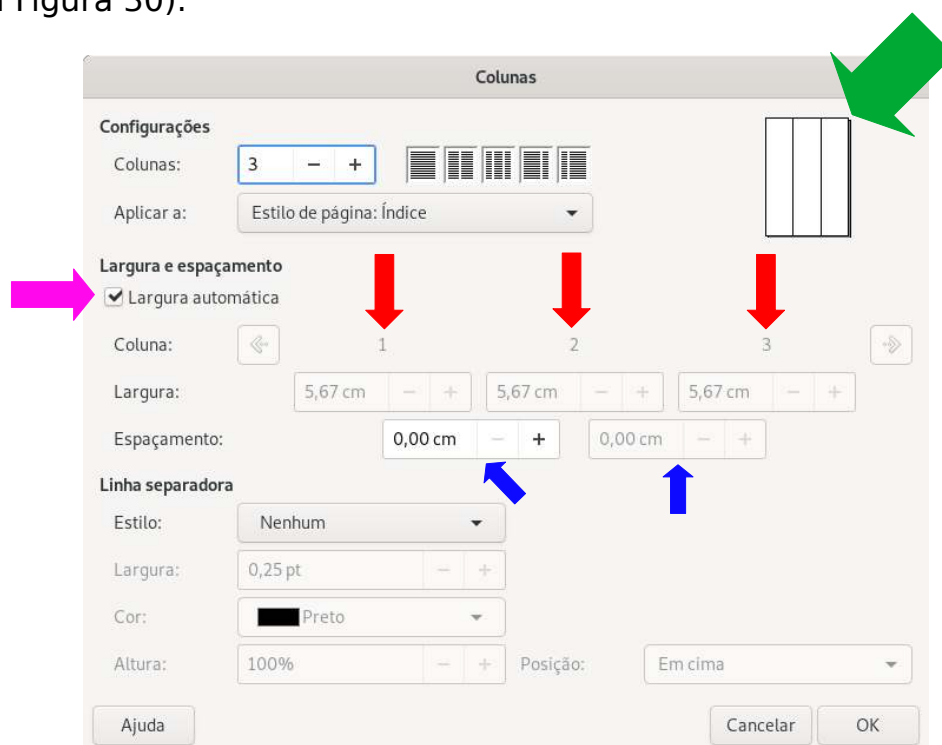 Figura 30).
Colunas
Configurações
Colunas: 3 − +
Aplicar a: Estilo de página: Índice
Largura e espaçamento
Largura automática
Coluna: 1 2 3
Largura: 5,67 cm − + 5,67 cm − + 5,67 cm − +
Espaçamento: 0,00 cm − + 0,00 cm − +
Linha separadora
Estilo: Nenhum
Largura: 0,25 pt − +
Cor: Preto
Altura: 100% − + Posição: Em cima
Ajuda Cancelar OK